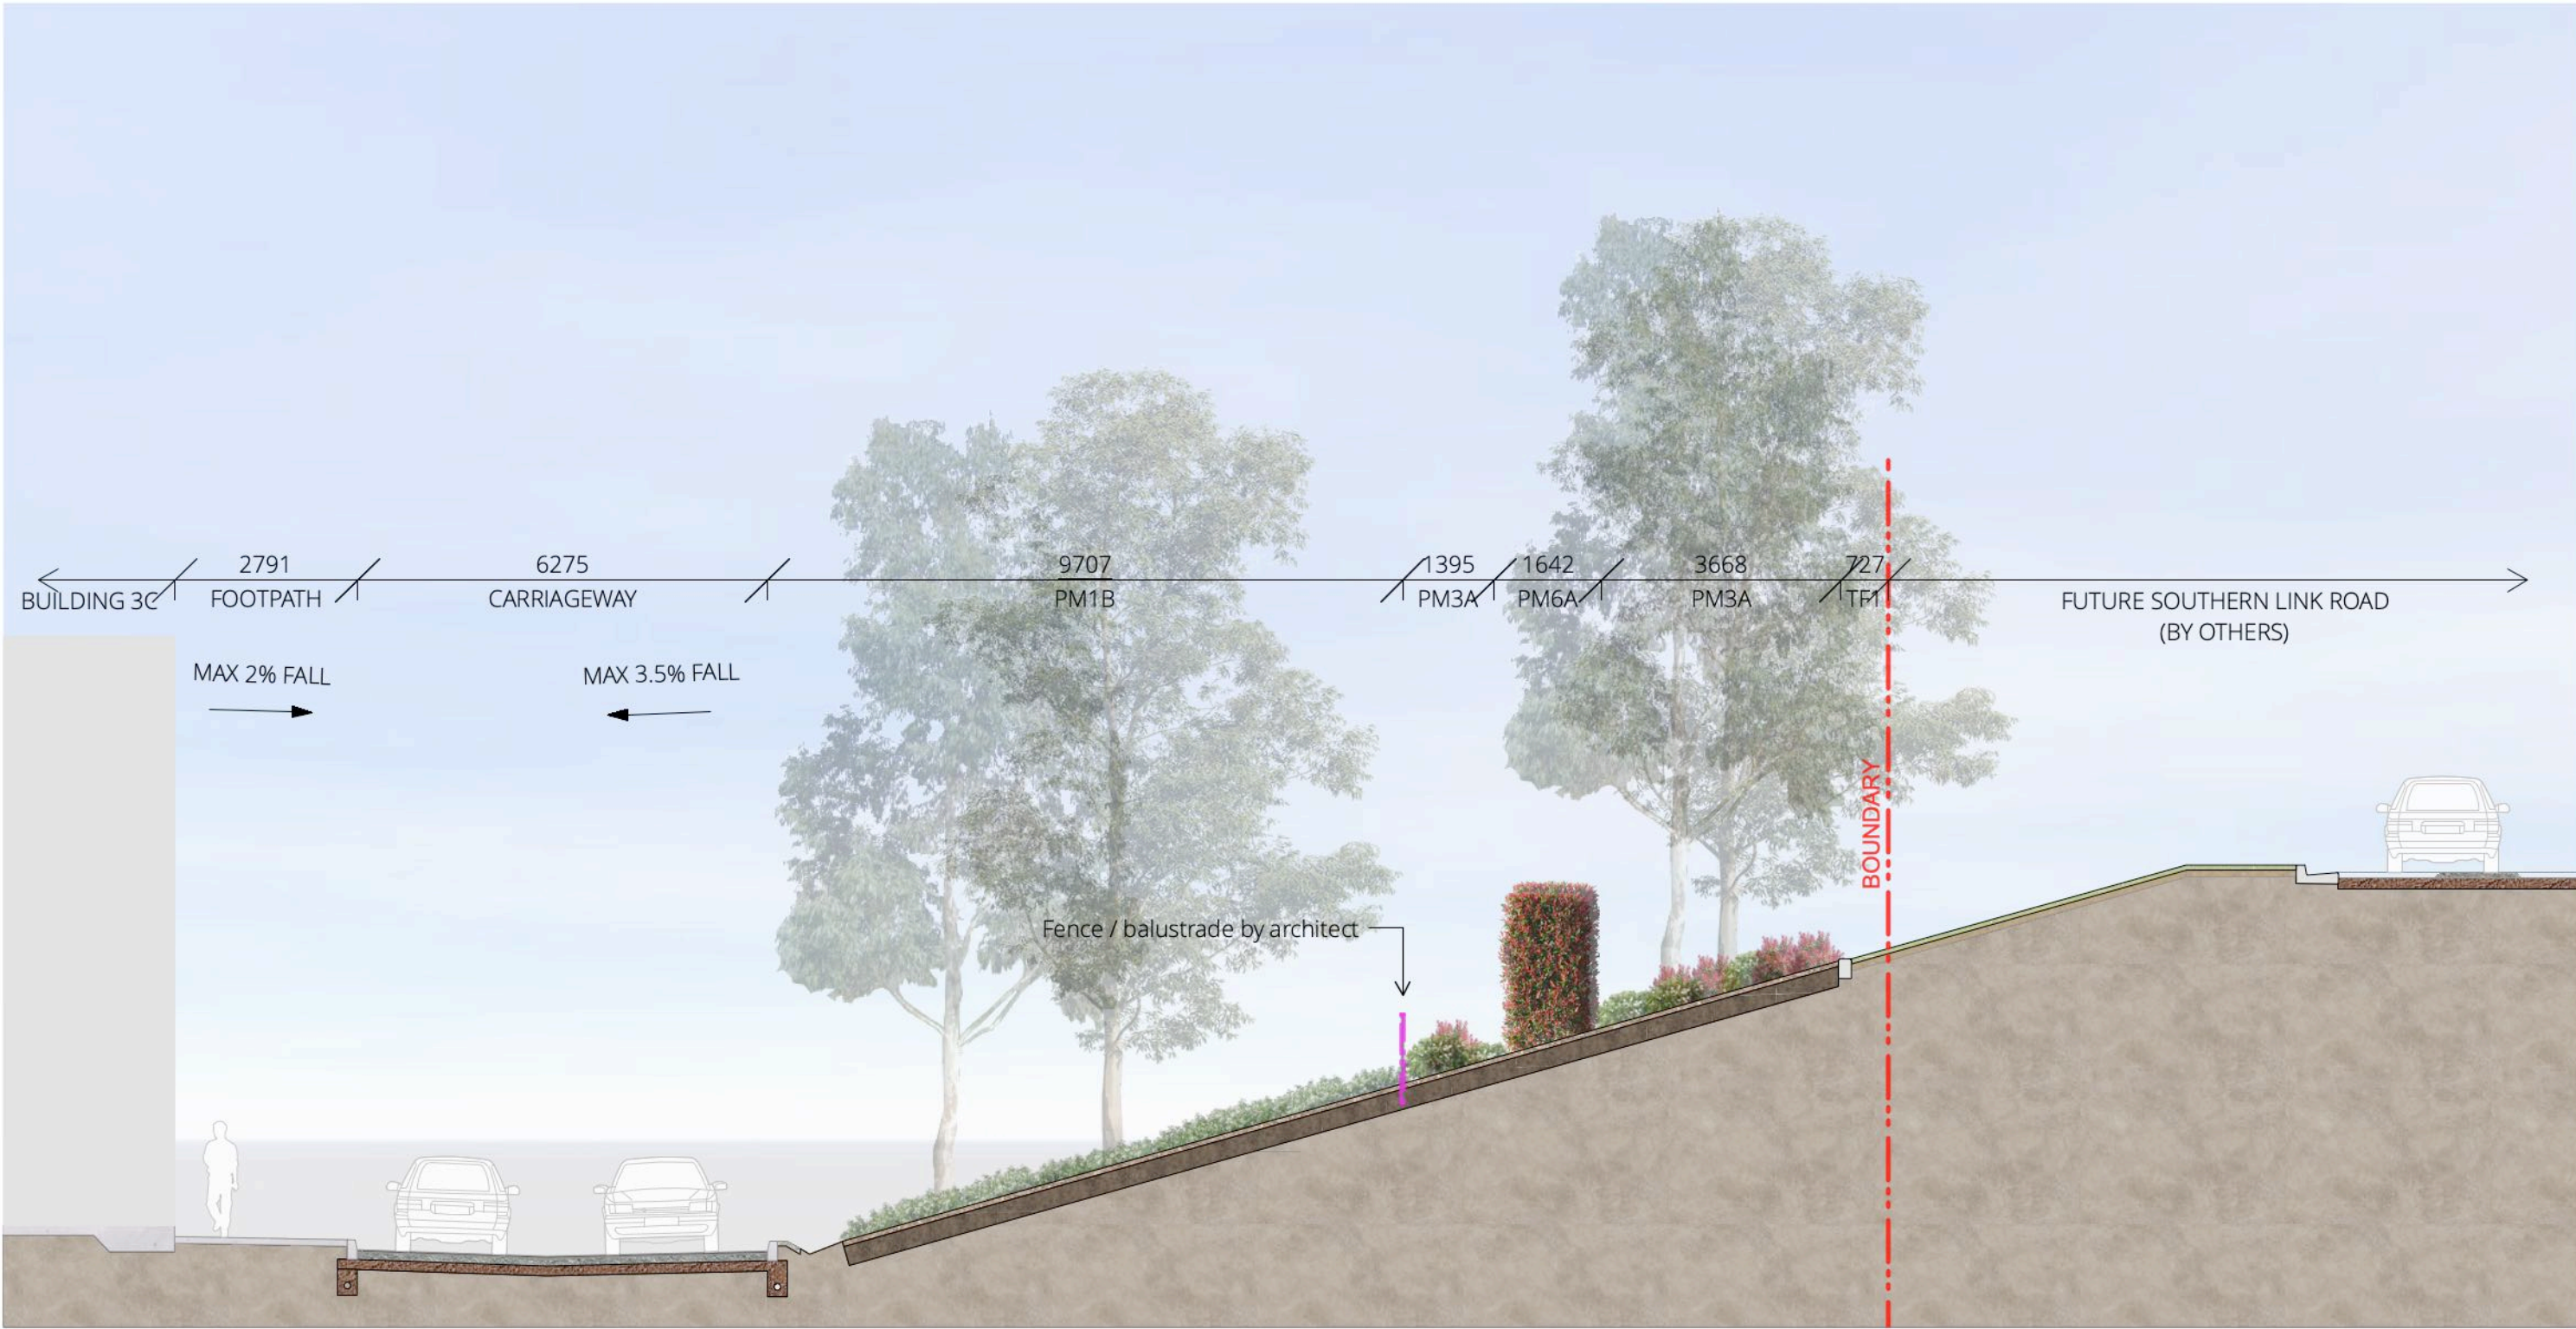 2791
6275
9707
1395
1642
3668
727
BUILDING 3C
FOOTPATH
CARRIAGEWAY
PM1B
PM3A
PM6A
PM3A
TF1
FUTURE SOUTHERN LINK ROAD
(BY OTHERS)
MAX 2% FALL
MAX 3.5% FALL
BOUNDARY
Fence / balustrade by architect